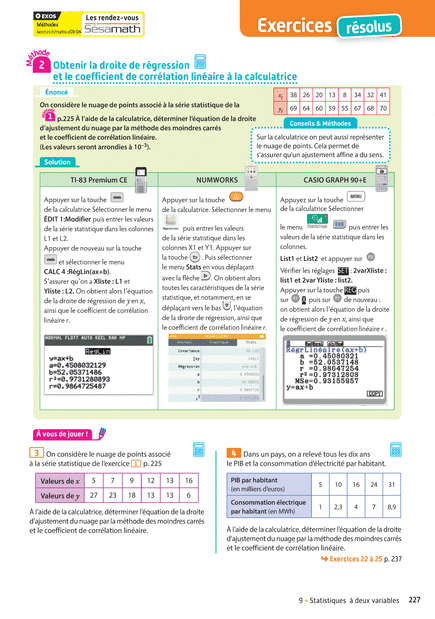 EXOS
Méthodes
Les rendez-vous
Sésamath
Exercices résolus
Méthode
2 Obtenir la droite de régression
et le coefficient de corrélation linéaire à la calculatrice
Énoncé
On considère le nuage de points associé à la série statistique de la
1 p.225 À l'aide de la calculatrice, déterminer l'équation de la droite
d'ajustement du nuage par la méthode des moindres carrés
et le coefficient de corrélation linéaire.
(Les valeurs seront arrondies à 10⁻³).
xi 38 26 20 13 8 34 32 41
yi 69 64 60 59 55 67 68 70
Conseils & Méthodes
Sur la calculatrice on peut aussi représenter
le nuage de points. Cela permet de
s'assurer qu'un ajustement affine a du sens.
Solution
TI-83 Premium CE
Appuyer sur la touche
de la calculatrice Sélectionner le menu
ÉDIT 1:Modifier puis entrer les valeurs
de la série statistique dans les colonnes
L1 et L2.
Appuyer de nouveau sur la touche
et sélectionner le menu
CALC 4 :RégLin(ax+b).
S'assurer qu'on a Xliste : L1 et
Yliste : L2. On obtient alors l'équation
de la droite de régression de y en x,
ainsi que le coefficient de corrélation
linéaire r.
NORMAL FLOTT AUTO RÉEL RAD MP
RégLin
y=ax+b
a=0.4508032129
b=52.05371486
r²=0.9731280893
r=0.9864725487
NUMWORKS
Appuyer sur la touche
de la calculatrice. Sélectionner le menu
puis entrer les valeurs
de la série statistique dans les
colonnes X1 et Y1. Appuyer sur
la touche . Puis sélectionner
le menu Stats en vous déplaçant
avec la flèche . On obtient alors
toutes les caractéristiques de la série
statistique, et notamment, en se
déplaçant vers le bas , l'équation
de la droite de régression, ainsi que
le coefficient de corrélation linéaire r.
Covariance
Régression
a
b
r
r²
CASIO GRAPH 90+E
Appuyez sur la touche MENU
de la calculatrice Sélectionner
le menu EXE puis entrer les
valeurs de la série statistique dans les
colonnes.
List1 et List2 et appuyer sur
Vérifier les réglages SET : 2varXliste :
list1 et 2var Yliste : list2.
Appuyer sur la touche REG puis
sur X puis sur de nouveau :
on obtient alors l'équation de la droite
de régression de y en x, ainsi que
le coefficient de corrélation linéaire r.
RégrLinéaire(ax+b)
a =0.45080321
b =52.0537148
r =0.98647254
r²=0.97312808
MSe=0.93155957
y=ax+b
COPY
À vous de jouer !
3 On considère le nuage de points associé
à la série statistique de l'exercice 1 p. 225
Valeurs de x 5 7 9 12 13 16
Valeurs de y 27 23 18 13 13 6
À l'aide de la calculatrice, déterminer l'équation de la droite
d'ajustement du nuage par la méthode des moindres carrés
et le coefficient de corrélation linéaire.
4 Dans un pays, on a relevé tous les dix ans
le PIB et la consommation d'électricité par habitant.
PIB par habitant
(en milliers d'euros) 5 10 16 24 31
Consommation électrique
par habitant (en MWh) 1 2,3 4 7 8,9
À l'aide de la calculatrice, déterminer l'équation de la droite
d'ajustement du nuage par la méthode des moindres carrés
et le coefficient de corrélation linéaire.
Exercices 22 à 25 p. 237
9 • Statistiques à deux variables 227